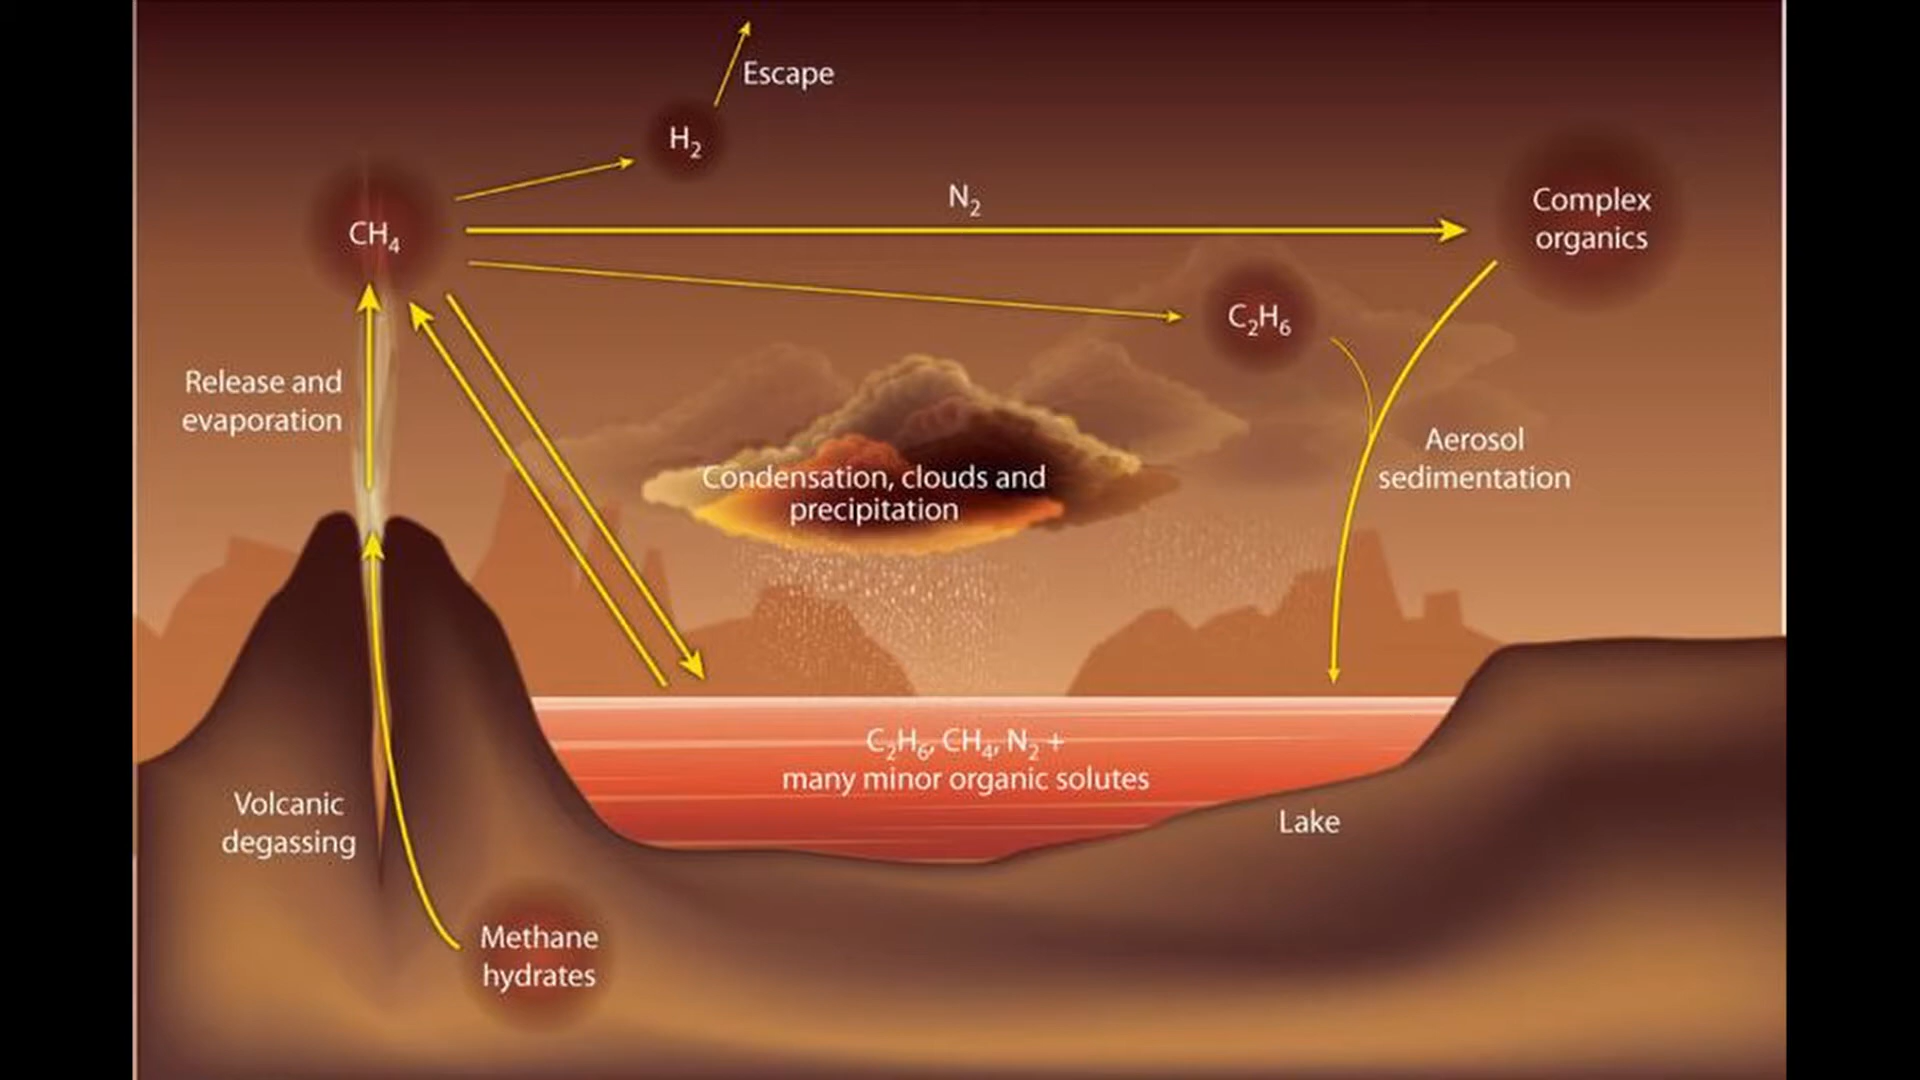 Escape
H₂
N₂
Complex
organics
CH₄
C₂H₆
Release and
evaporation
Aerosol
sedimentation
Condensation, clouds and
precipitation
C₂H₆, CH₄, N₂ +
many minor organic solutes
Volcanic
degassing
Lake
Methane
hydrates